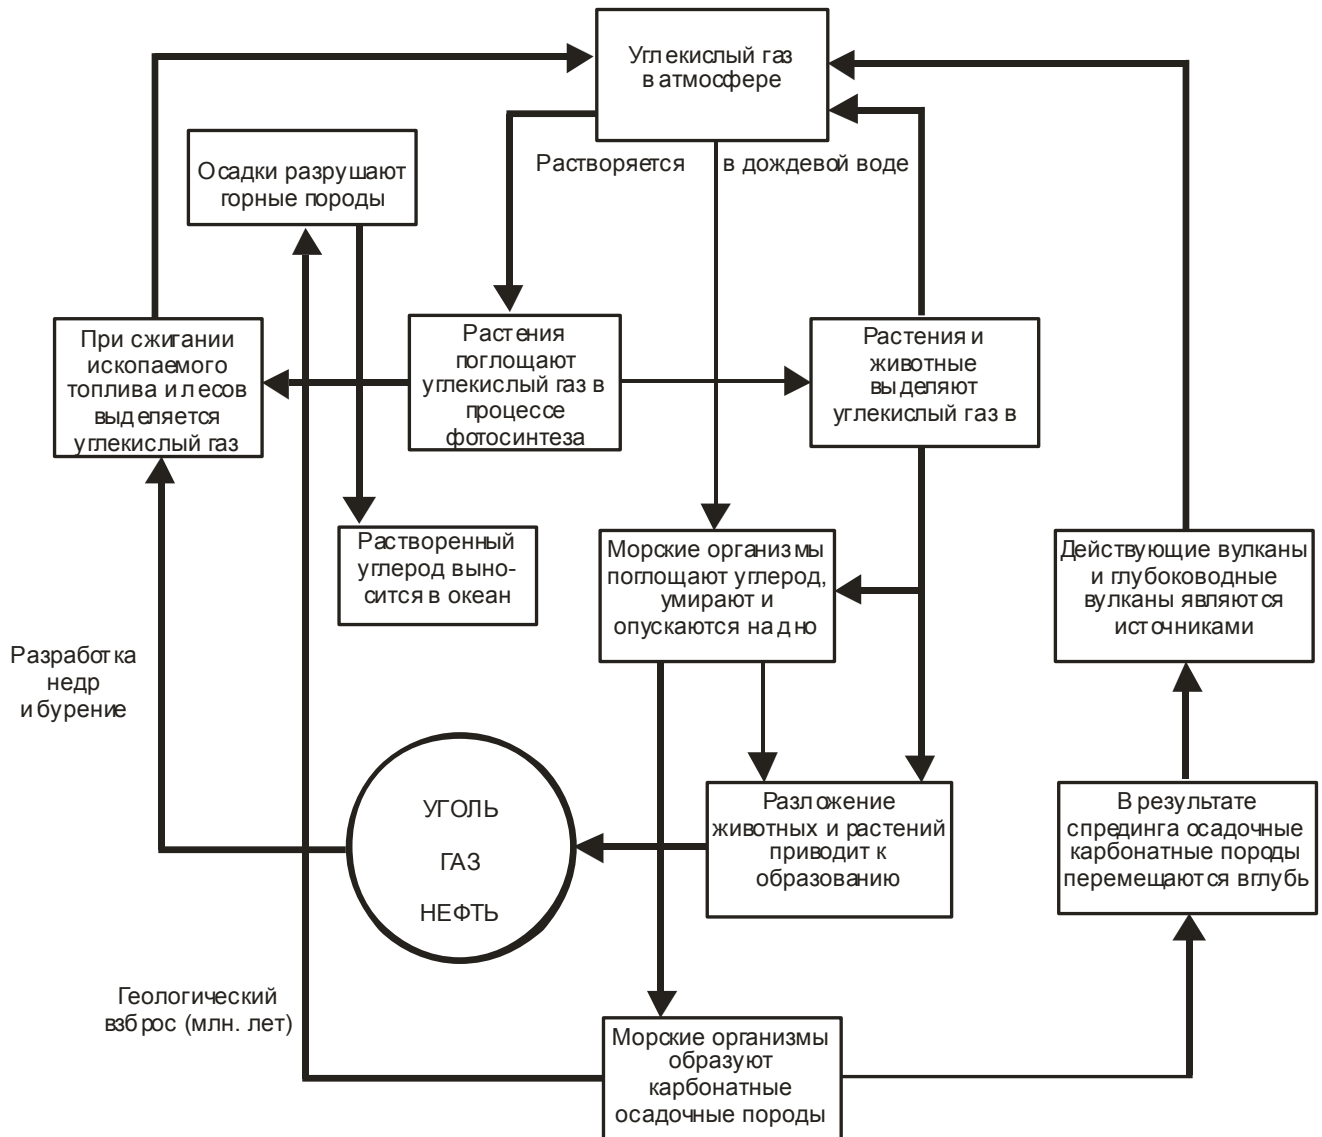 Углекислый газ
в атмосфере
Осадки разрушают
горные породы
Растворяется в дождевой воде
При сжигании
ископаемого
топлива и лесов
выделяется
углекислый газ
Растения
поглощают
углекислый газ в
процессе
фотосинтеза
Растения и
животные
выделяют
углекислый газ в
Растворенный
углерод выно-
сится в океан
Морские организмы
поглощают углерод,
умирают и
опускаются на дно
Действующие вулканы
и глубоководные
вулканы являются
источниками
Разработка
недр
и бурение
УГОЛЬ
ГАЗ
НЕФТЬ
Разложение
животных и растений
приводит к
образованию
В результате
спрединга осадочные
карбонатные породы
перемещаются вглубь
Геологический
взброс (млн. лет)
Морские организмы
образуют
карбонатные
осадочные породы